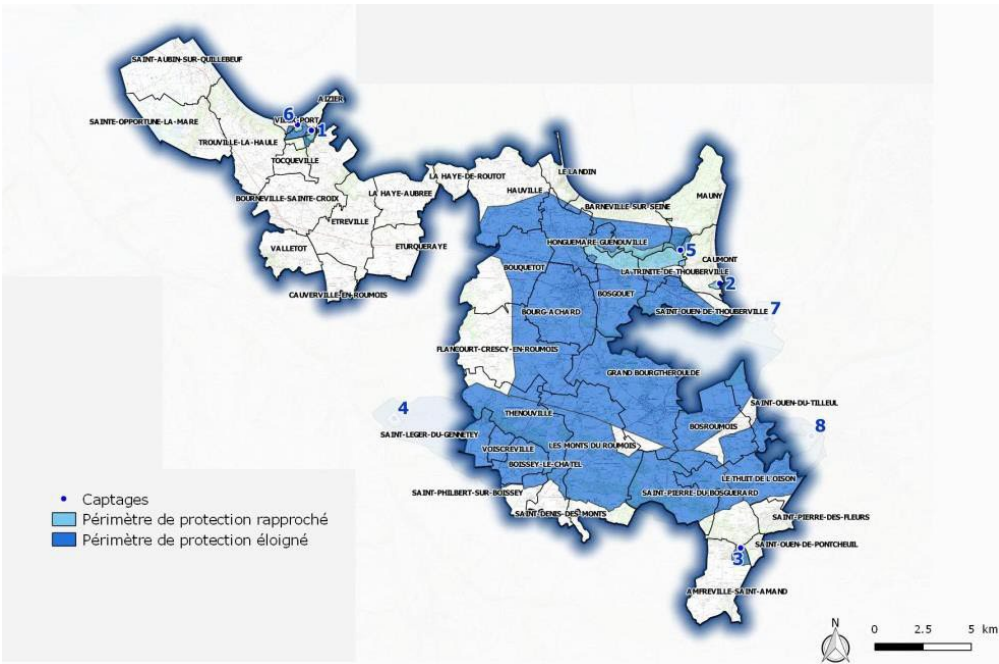 SAINT-AUBIN-SUR-QUILLEBEUF
AIZIER
SAINTE-OPPORTUNE-LA-MARE
6
1
TROUVILLE-LA-HAULE
TOCQUEVILLE
LA HAYE-DE-ROUTOT
LE LANDIN
BOURNEVILLE-SAINTE-CROIX
LA HAYE-AUBREE
HAUVILLE
MAUNY
BARNEVILLE-SUR-SEINE
ETREVILLE
VALLETOT
ETURQUERAYE
HONGUEMARE-GUENOUVILLE
5
CAUMONT
BOUQUETOT
LA TRINITE-DE-THOUBERVILLE
2
CAUVERVILLE-EN-ROUMOIS
BOSGOUET
7
BOURG-ACHARD
SAINT-OUEN-DE-THOUBERVILLE
FLANCOURT-CRESCY-EN-ROUMOIS
GRAND BOURGTHEROULDE
4
THENOUVILLE
SAINT-OUEN-DU-TILLEUL
8
BOSROUMOIS
SAINT-LEGER-DU-GENNETEY
LES MONTS DU ROUMOIS
VOISCREVILLE
BOISSEY-LE-CHATEL
LE THUIT DE L'OISON
SAINT-PHILBERT-SUR-BOISSEY
SAINT-PIERRE-DU-BOSGUERARD
SAINT-DENIS-DES-MONTS
SAINT-PIERRE-DES-FLEURS
SAINT-OUEN-DE-PONTCHEUIL
3
AMFREVILLE-SAINT-AMAND
Captages
Périmètre de protection rapproché
Périmètre de protection éloigné
N
0 2.5 5 km